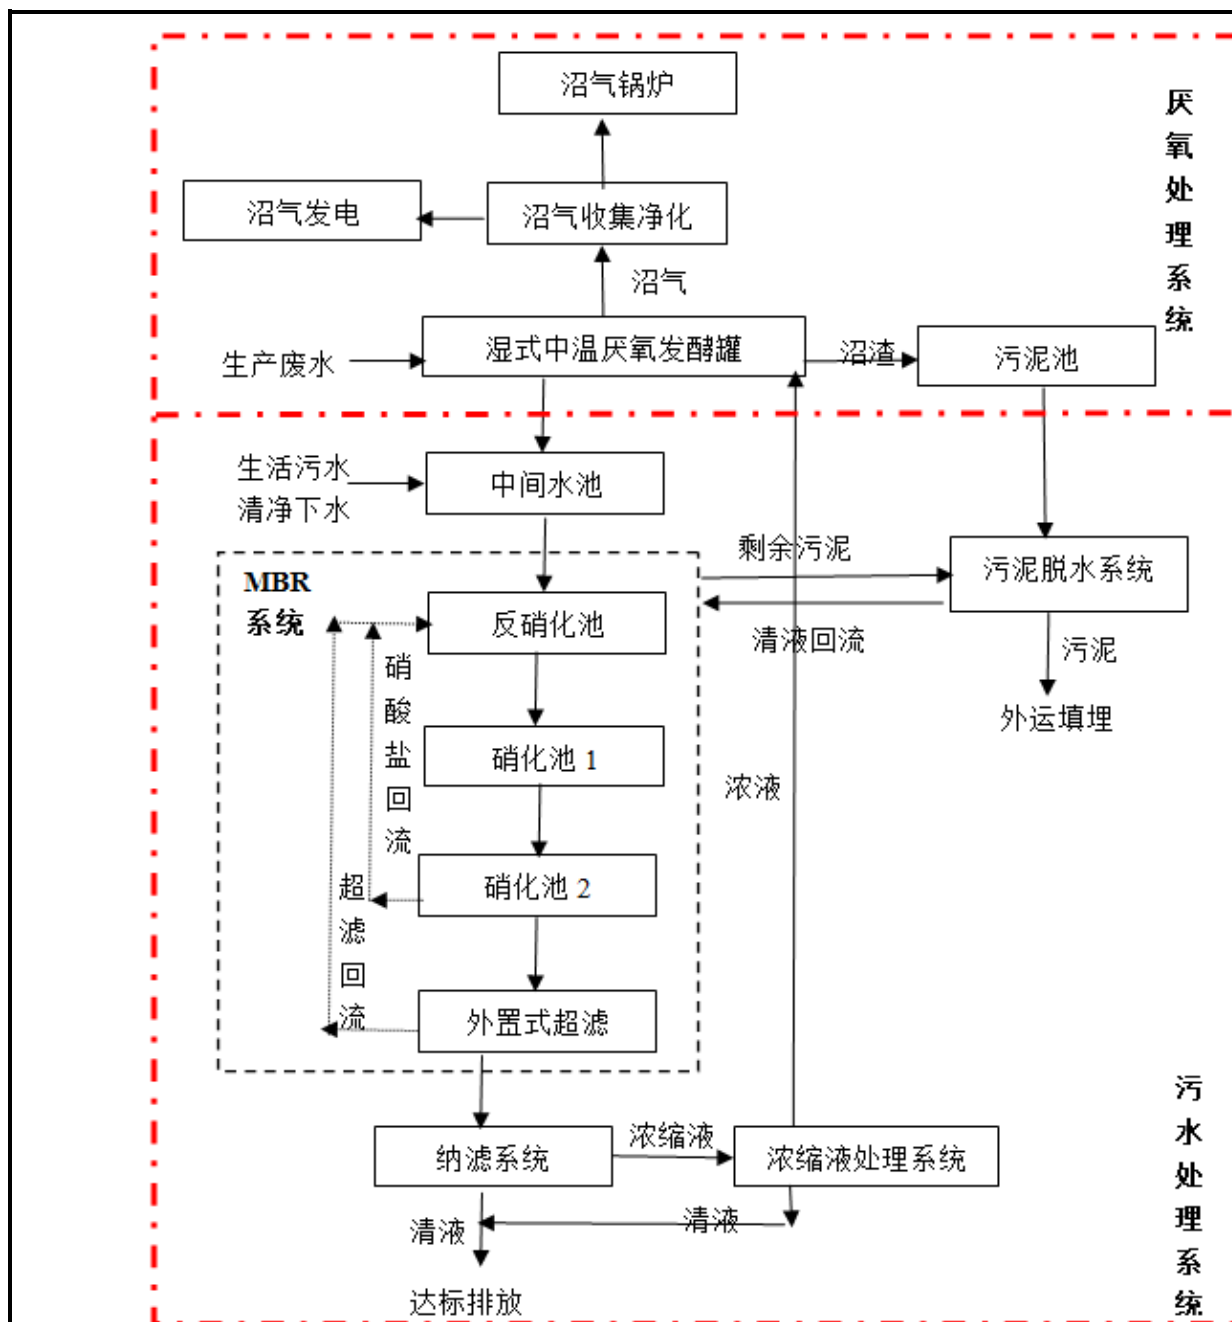 沼气锅炉
厌氧处理系统
沼气发电
沼气收集净化
沼气
生产废水
湿式中温厌氧发酵罐
沼渣
污泥池
生活污水
清净下水
中间水池
MBR
系统
剩余污泥
污泥脱水系统
清液回流
反硝化池
硝酸盐回流
污泥
外运填埋
硝化池 1
浓液
硝化池 2
超滤回流
外置式超滤
污水处理系统
纳滤系统
浓缩液
浓缩液处理系统
清液
清液
达标排放